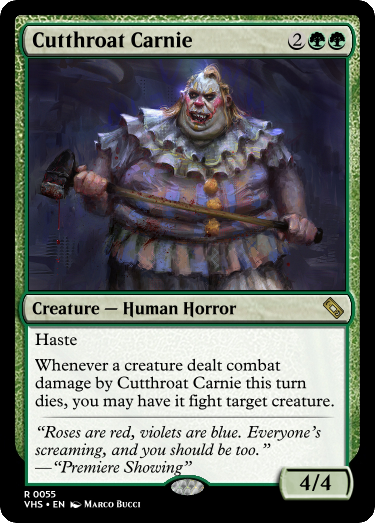 Cutthroat Carnie 2
Creature — Human Horror
Haste
Whenever a creature dealt combat
damage by Cutthroat Carnie this turn
dies, you may have it fight target creature.
“Roses are red, violets are blue. Everyone’s
screaming, and you should be too.”
—“Premiere Showing”
4/4
R 0055
VHS • EN Marco Bucci